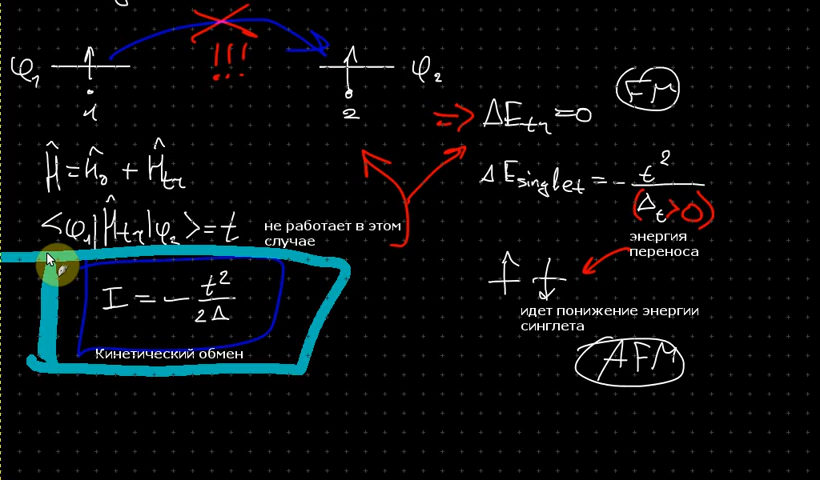 !!!
φ₁
φ₂
1
2
FM
=> ΔE_tr = 0
Ĥ = Ĥ₀ + Ĥ_tr
ΔE_singlet = - t² / (Δ_t > 0)
<φ₁|Ĥ_tr|φ₂> = t
не работает в этом
случае
энергия
переноса
I = - t² / 2Δ
идет понижение энергии
синглета
Кинетический обмен
AFM